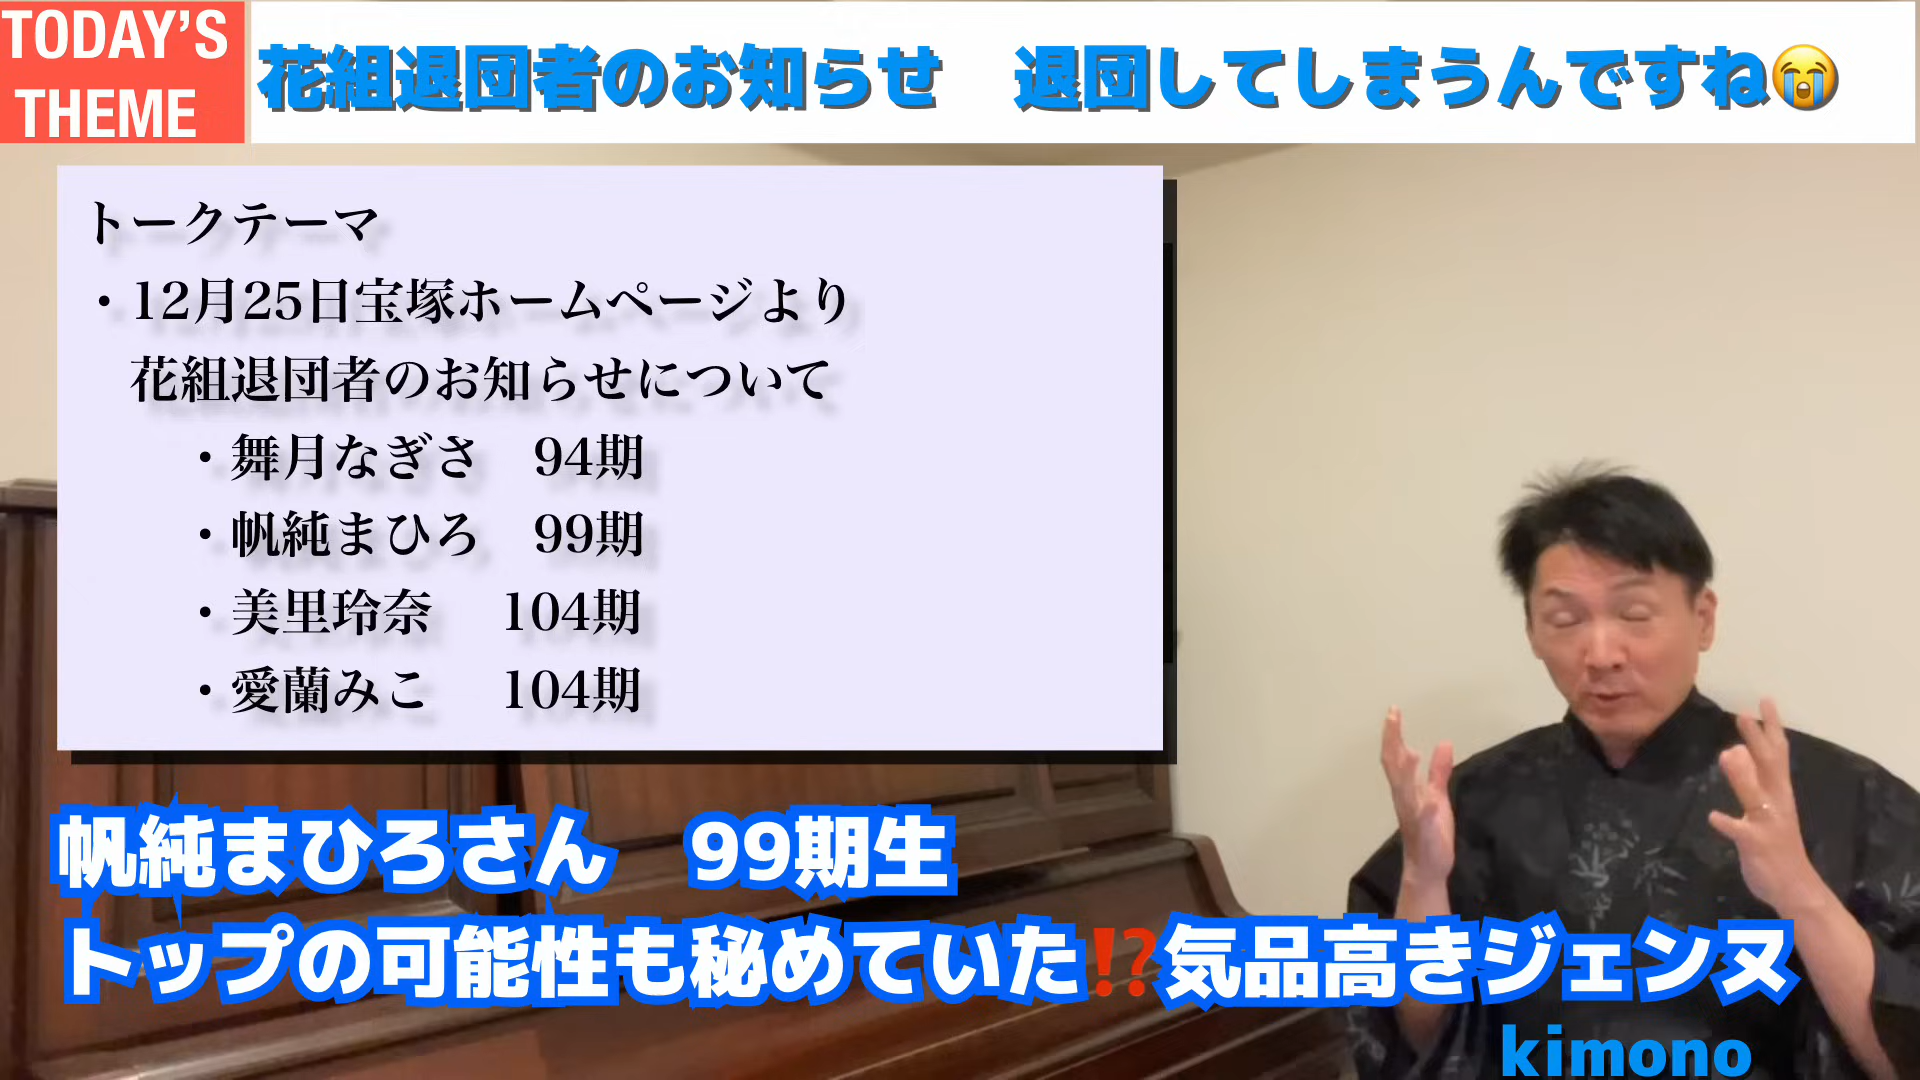 TODAY'S
THEME
花組退団者のお知らせ　退団してしまうんですね😭
トークテーマ
・12月25日宝塚ホームページより
花組退団者のお知らせについて
・舞月なぎさ　94期
・帆純まひろ　99期
・美里玲奈　104期
・愛蘭みこ　104期
帆純まひろさん　99期生
トップの可能性も秘めていた⁉️気品高きジェンヌ
kimono